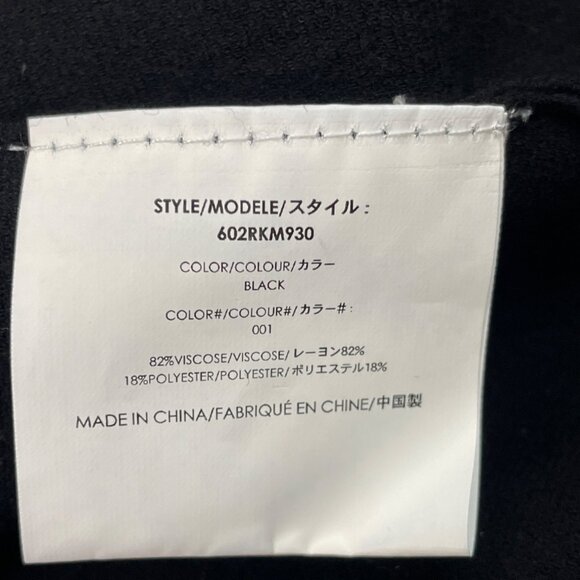 STYLE/MODELE/スタイル :
602RKM930
COLOR/COLOUR/カラー
BLACK
COLOR#/COLOUR#/カラー# :
001
82%VISCOSE/VISCOSE/レーヨン82%
18%POLYESTER/POLYESTER/ポリエステル18%
MADE IN CHINA/FABRIQUÉ EN CHINE/中国製